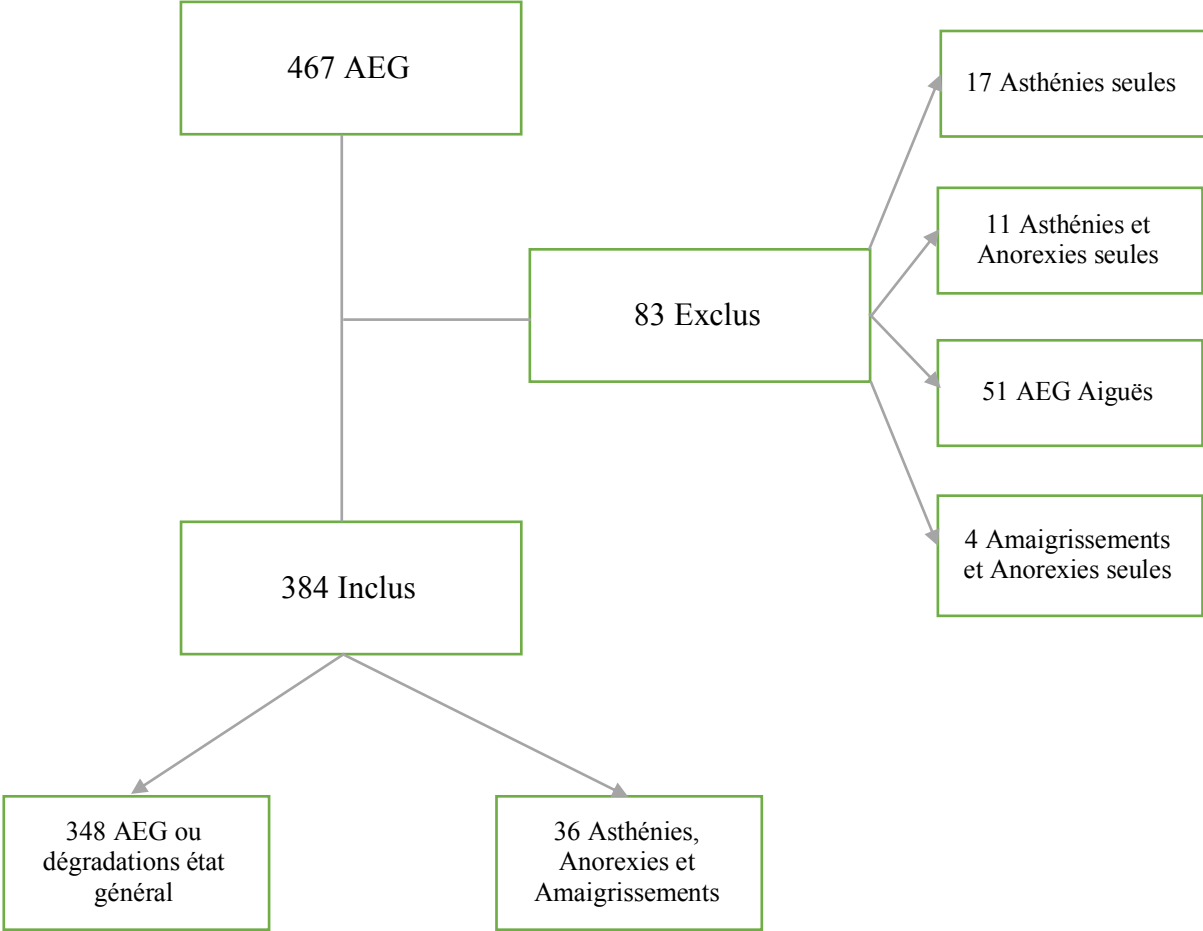 467 AEG
17 Asthénies seules
11 Asthénies et
Anorexies seules
83 Exclus
51 AEG Aiguës
4 Amaigrissements
et Anorexies seules
384 Inclus
348 AEG ou
dégradations état
général
36 Asthénies,
Anorexies et
Amaigrissements